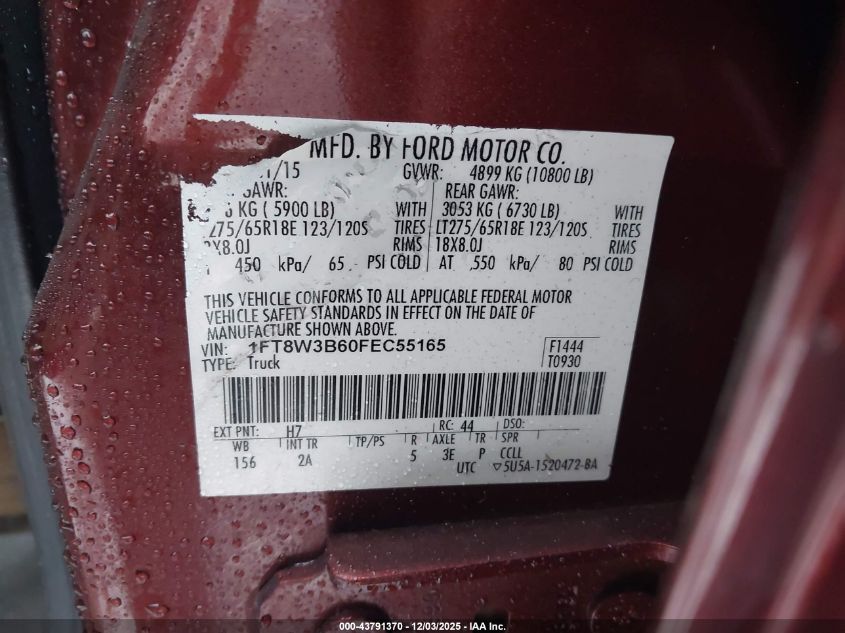 MFD. BY FORD MOTOR CO.
1/15 GVWR: 4899 KG (10800 LB)
GAWR: REAR GAWR:
KG ( 5900 LB) WITH 3053 KG ( 6730 LB) WITH
275/65R18E 123/120S TIRES LT275/65R18E 123/120S TIRES
X8.0J RIMS 18X8.0J RIMS
450 kPa/ 65 PSI COLD AT 550 kPa/ 80 PSI COLD
THIS VEHICLE CONFORMS TO ALL APPLICABLE FEDERAL MOTOR
VEHICLE SAFETY STANDARDS IN EFFECT ON THE DATE OF
MANUFACTURE SHOWN ABOVE.
VIN: 1FT8W3B60FEC55165 F1444
TYPE: Truck T0930
EXT PNT: H7 RC: 44 DSO:
WB INT TR TP/PS R AXLE TR SPR
156 2A 5 3E P CCLL
UTC ▽5U5A-1520472-BA
000-43791370 - 12/03/2025 - IAA Inc.